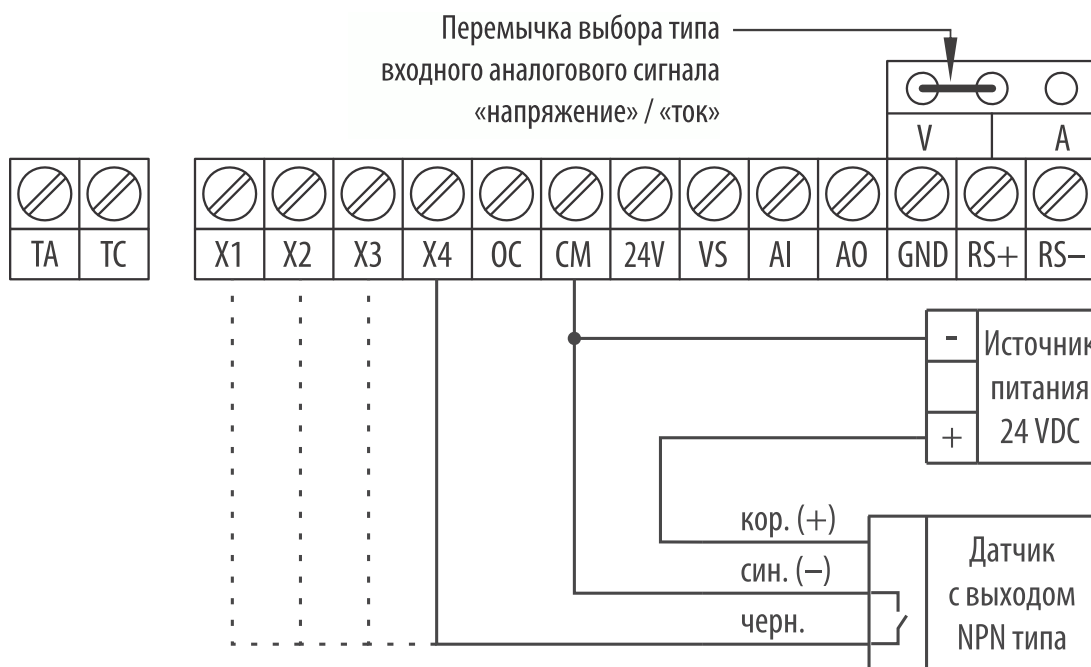 Перемычка выбора типа
входного аналогового сигнала
«напряжение» / «ток»
V A
TA TC X1 X2 X3 X4 OC CM 24V VS AI AO GND RS+ RS–
- Источник
питания
+ 24 VDC
кор. (+)
син. (–)
черн.
Датчик
с выходом
NPN типа